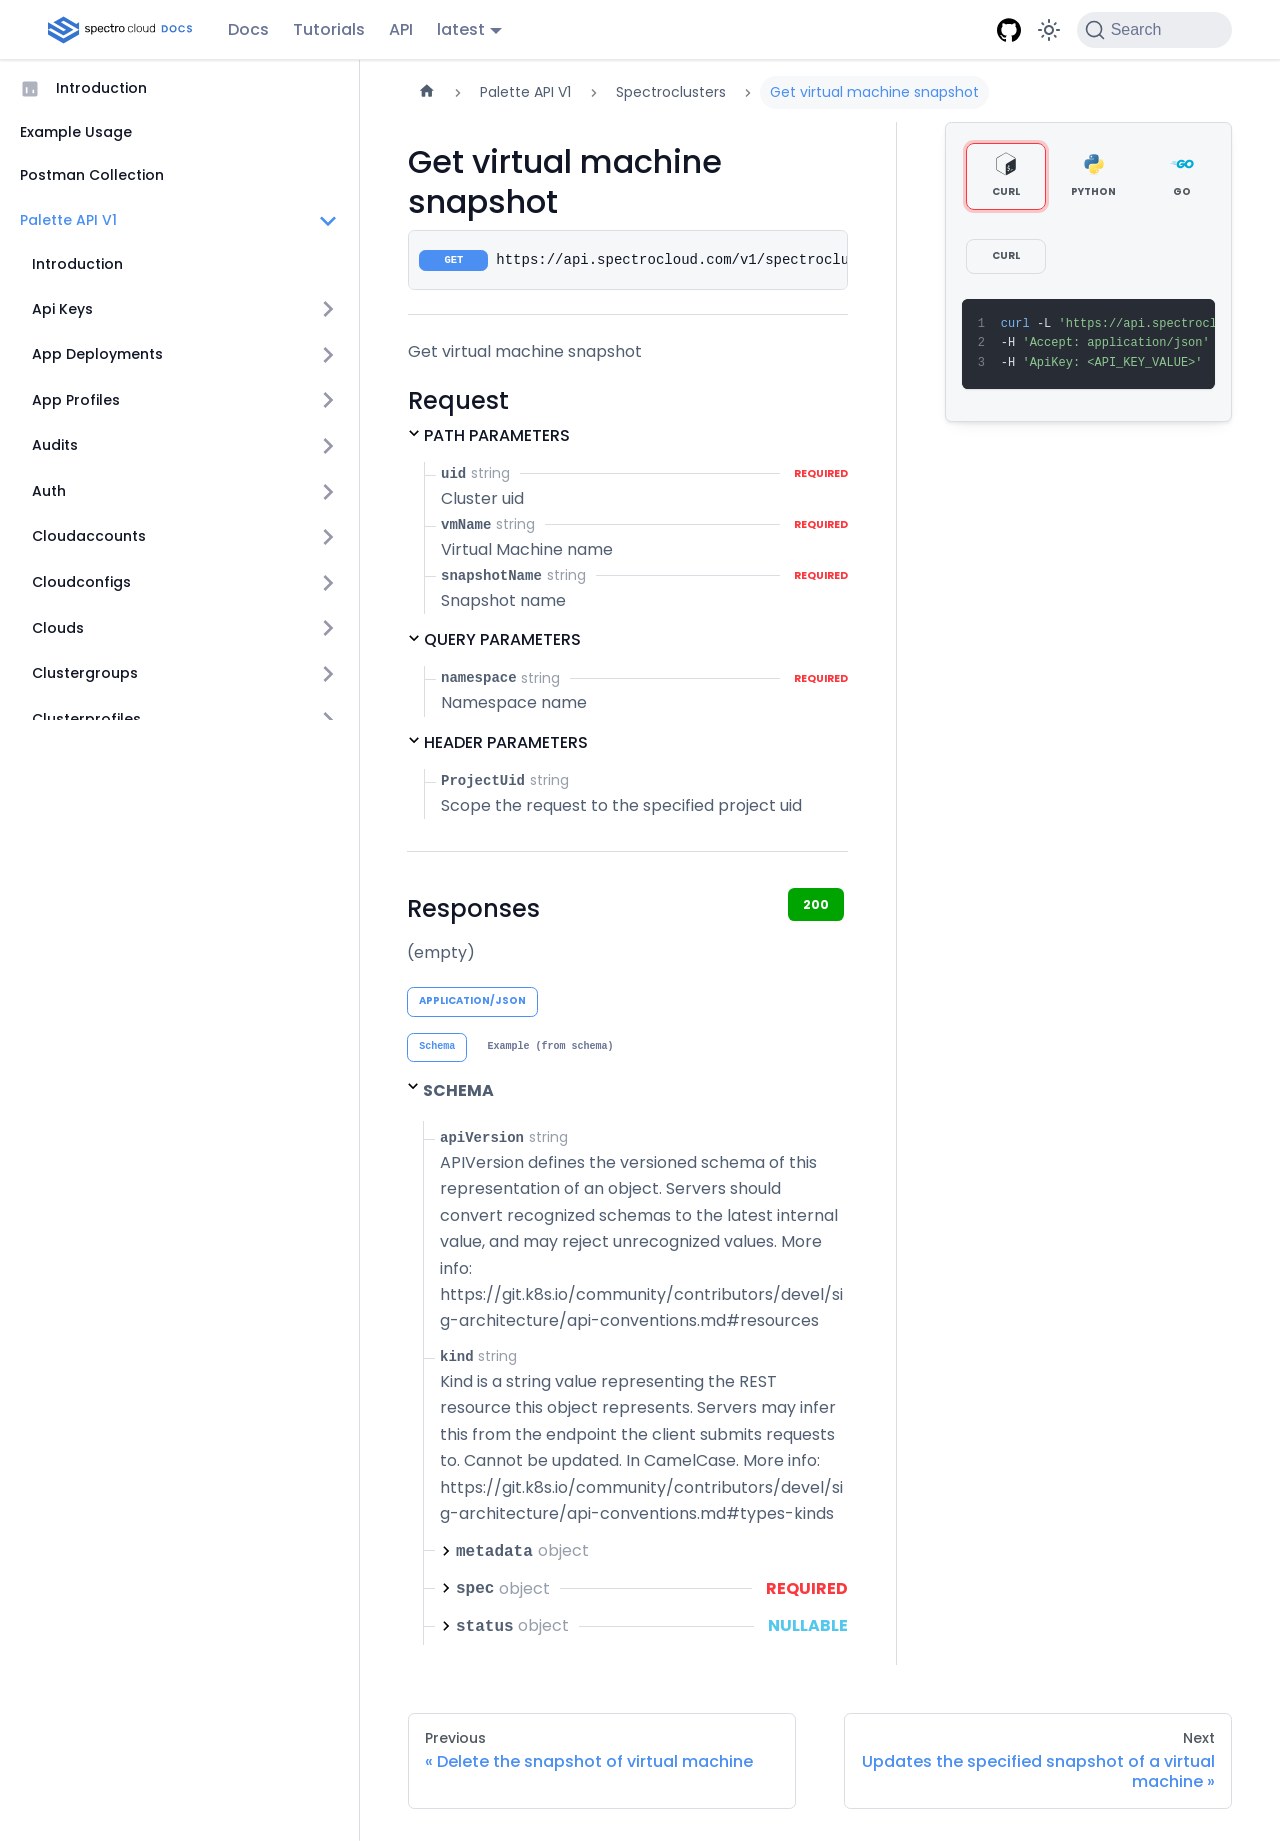 spectro cloud DOCS
Docs
Tutorials
API
latest
Search
Introduction
Example Usage
Postman Collection
Palette API V1
Introduction
Api Keys
App Deployments
App Profiles
Audits
Auth
Cloudaccounts
Cloudconfigs
Clouds
Clustergroups
Clusterprofiles
Palette API V1
Spectroclusters
Get virtual machine snapshot
Get virtual machine
snapshot
GET https://api.spectrocloud.com/v1/spectroclu
Get virtual machine snapshot
Request
PATH PARAMETERS
uid string REQUIRED
Cluster uid
vmName string REQUIRED
Virtual Machine name
snapshotName string REQUIRED
Snapshot name
QUERY PARAMETERS
namespace string REQUIRED
Namespace name
HEADER PARAMETERS
ProjectUid string
Scope the request to the specified project uid
Responses
200
(empty)
APPLICATION/JSON
Schema
Example (from schema)
SCHEMA
apiVersion string
APIVersion defines the versioned schema of this
representation of an object. Servers should
convert recognized schemas to the latest internal
value, and may reject unrecognized values. More
info:
https://git.k8s.io/community/contributors/devel/si
g-architecture/api-conventions.md#resources
kind string
Kind is a string value representing the REST
resource this object represents. Servers may infer
this from the endpoint the client submits requests
to. Cannot be updated. In CamelCase. More info:
https://git.k8s.io/community/contributors/devel/si
g-architecture/api-conventions.md#types-kinds
metadata object
spec object REQUIRED
status object NULLABLE
CURL
PYTHON
GO
GO
CURL
1 curl -L 'https://api.spectrocl
2 -H 'Accept: application/json'
3 -H 'ApiKey: <API_KEY_VALUE>'
Previous
« Delete the snapshot of virtual machine
Next
Updates the specified snapshot of a virtual
machine »